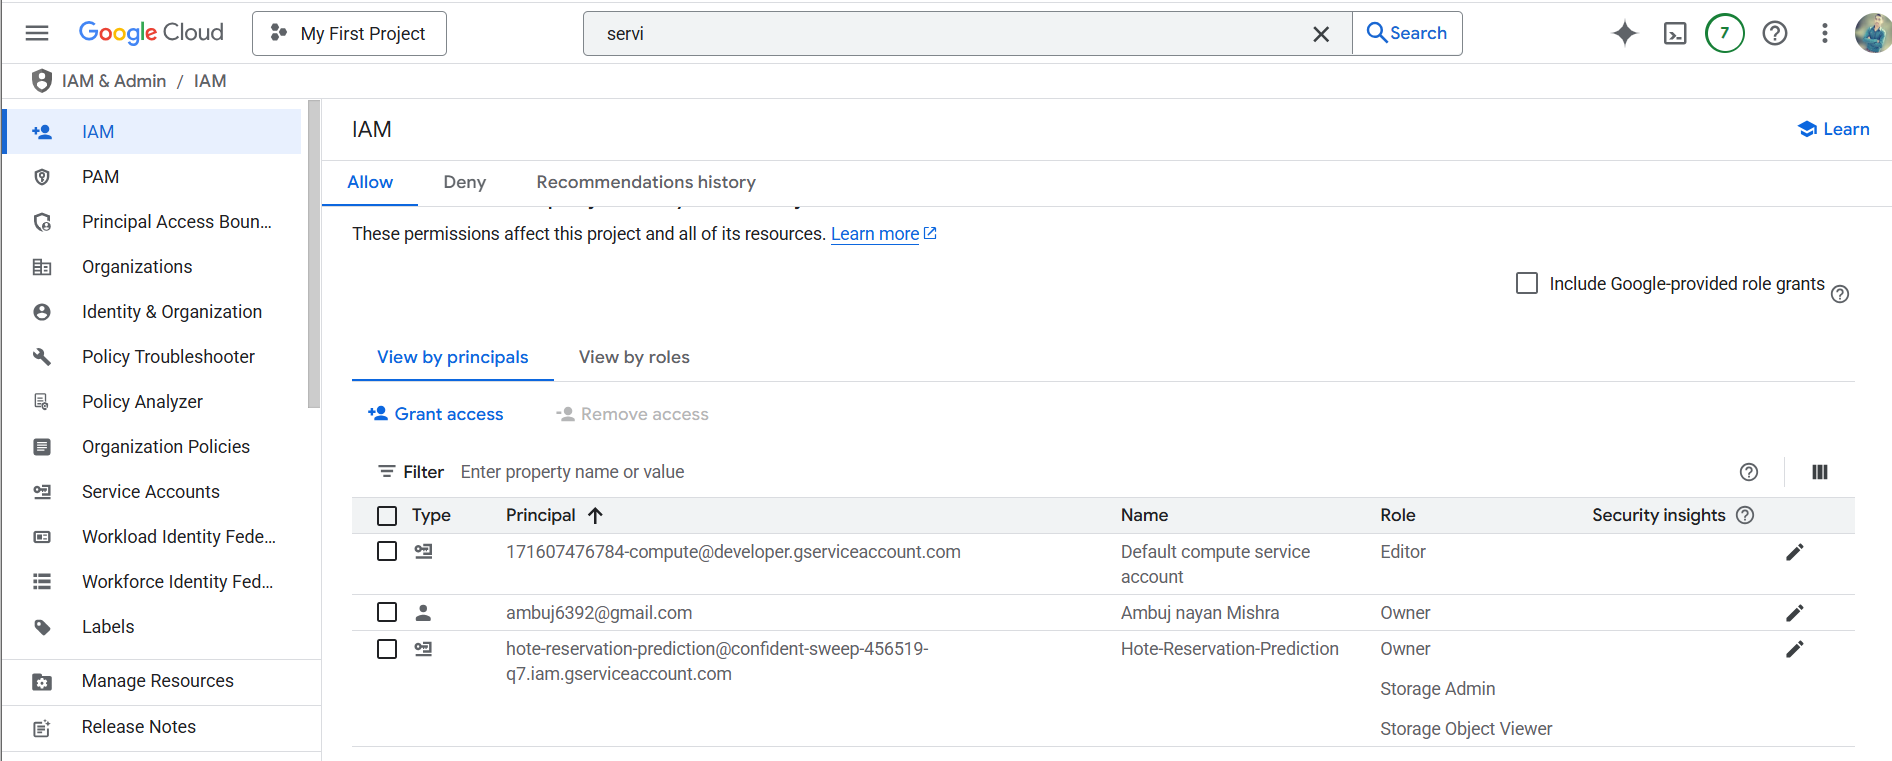 Google Cloud
My First Project
servi
Search
7
IAM & Admin / IAM
IAM
PAM
Principal Access Boun...
Organizations
Identity & Organization
Policy Troubleshooter
Policy Analyzer
Organization Policies
Service Accounts
Workload Identity Fede...
Workforce Identity Fed...
Labels
Manage Resources
Release Notes
IAM
Learn
Allow Deny Recommendations history
These permissions affect this project and all of its resources. Learn more
Include Google-provided role grants
View by principals View by roles
Grant access Remove access
Filter Enter property name or value
Type Principal Name Role Security insights
171607476784-compute@developer.gserviceaccount.com Default compute service Editor
account
ambuj6392@gmail.com Ambuj nayan Mishra Owner
hote-reservation-prediction@confident-sweep-456519- Hote-Reservation-Prediction Owner
q7.iam.gserviceaccount.com
Storage Admin
Storage Object Viewer